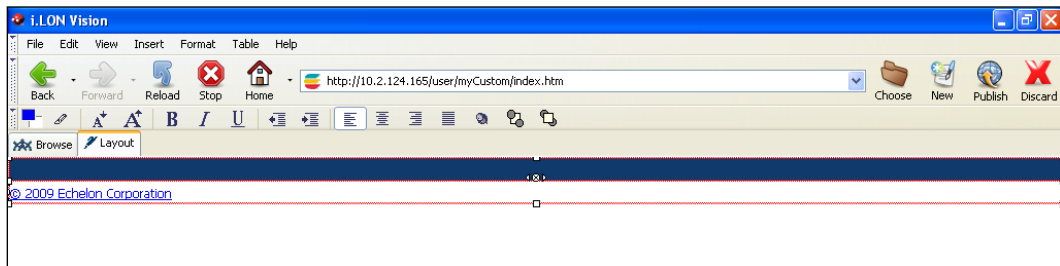 i.LON Vision
File Edit View Insert Format Table Help
Back Forward Reload Stop Home http://10.2.124.165/user/myCustom/index.htm Choose New Publish Discard
A A B I U
Browse Layout
© 2009 Echelon Corporation